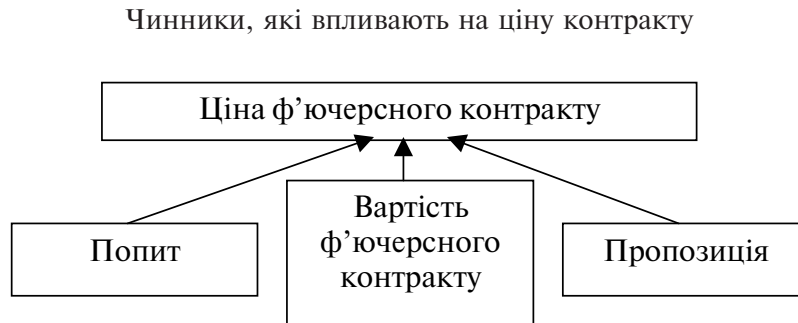 Чинники, які впливають на ціну контракту
Ціна ф’ючерсного контракту
Попит
Вартість
ф’ючерсного
контракту
Пропозиція